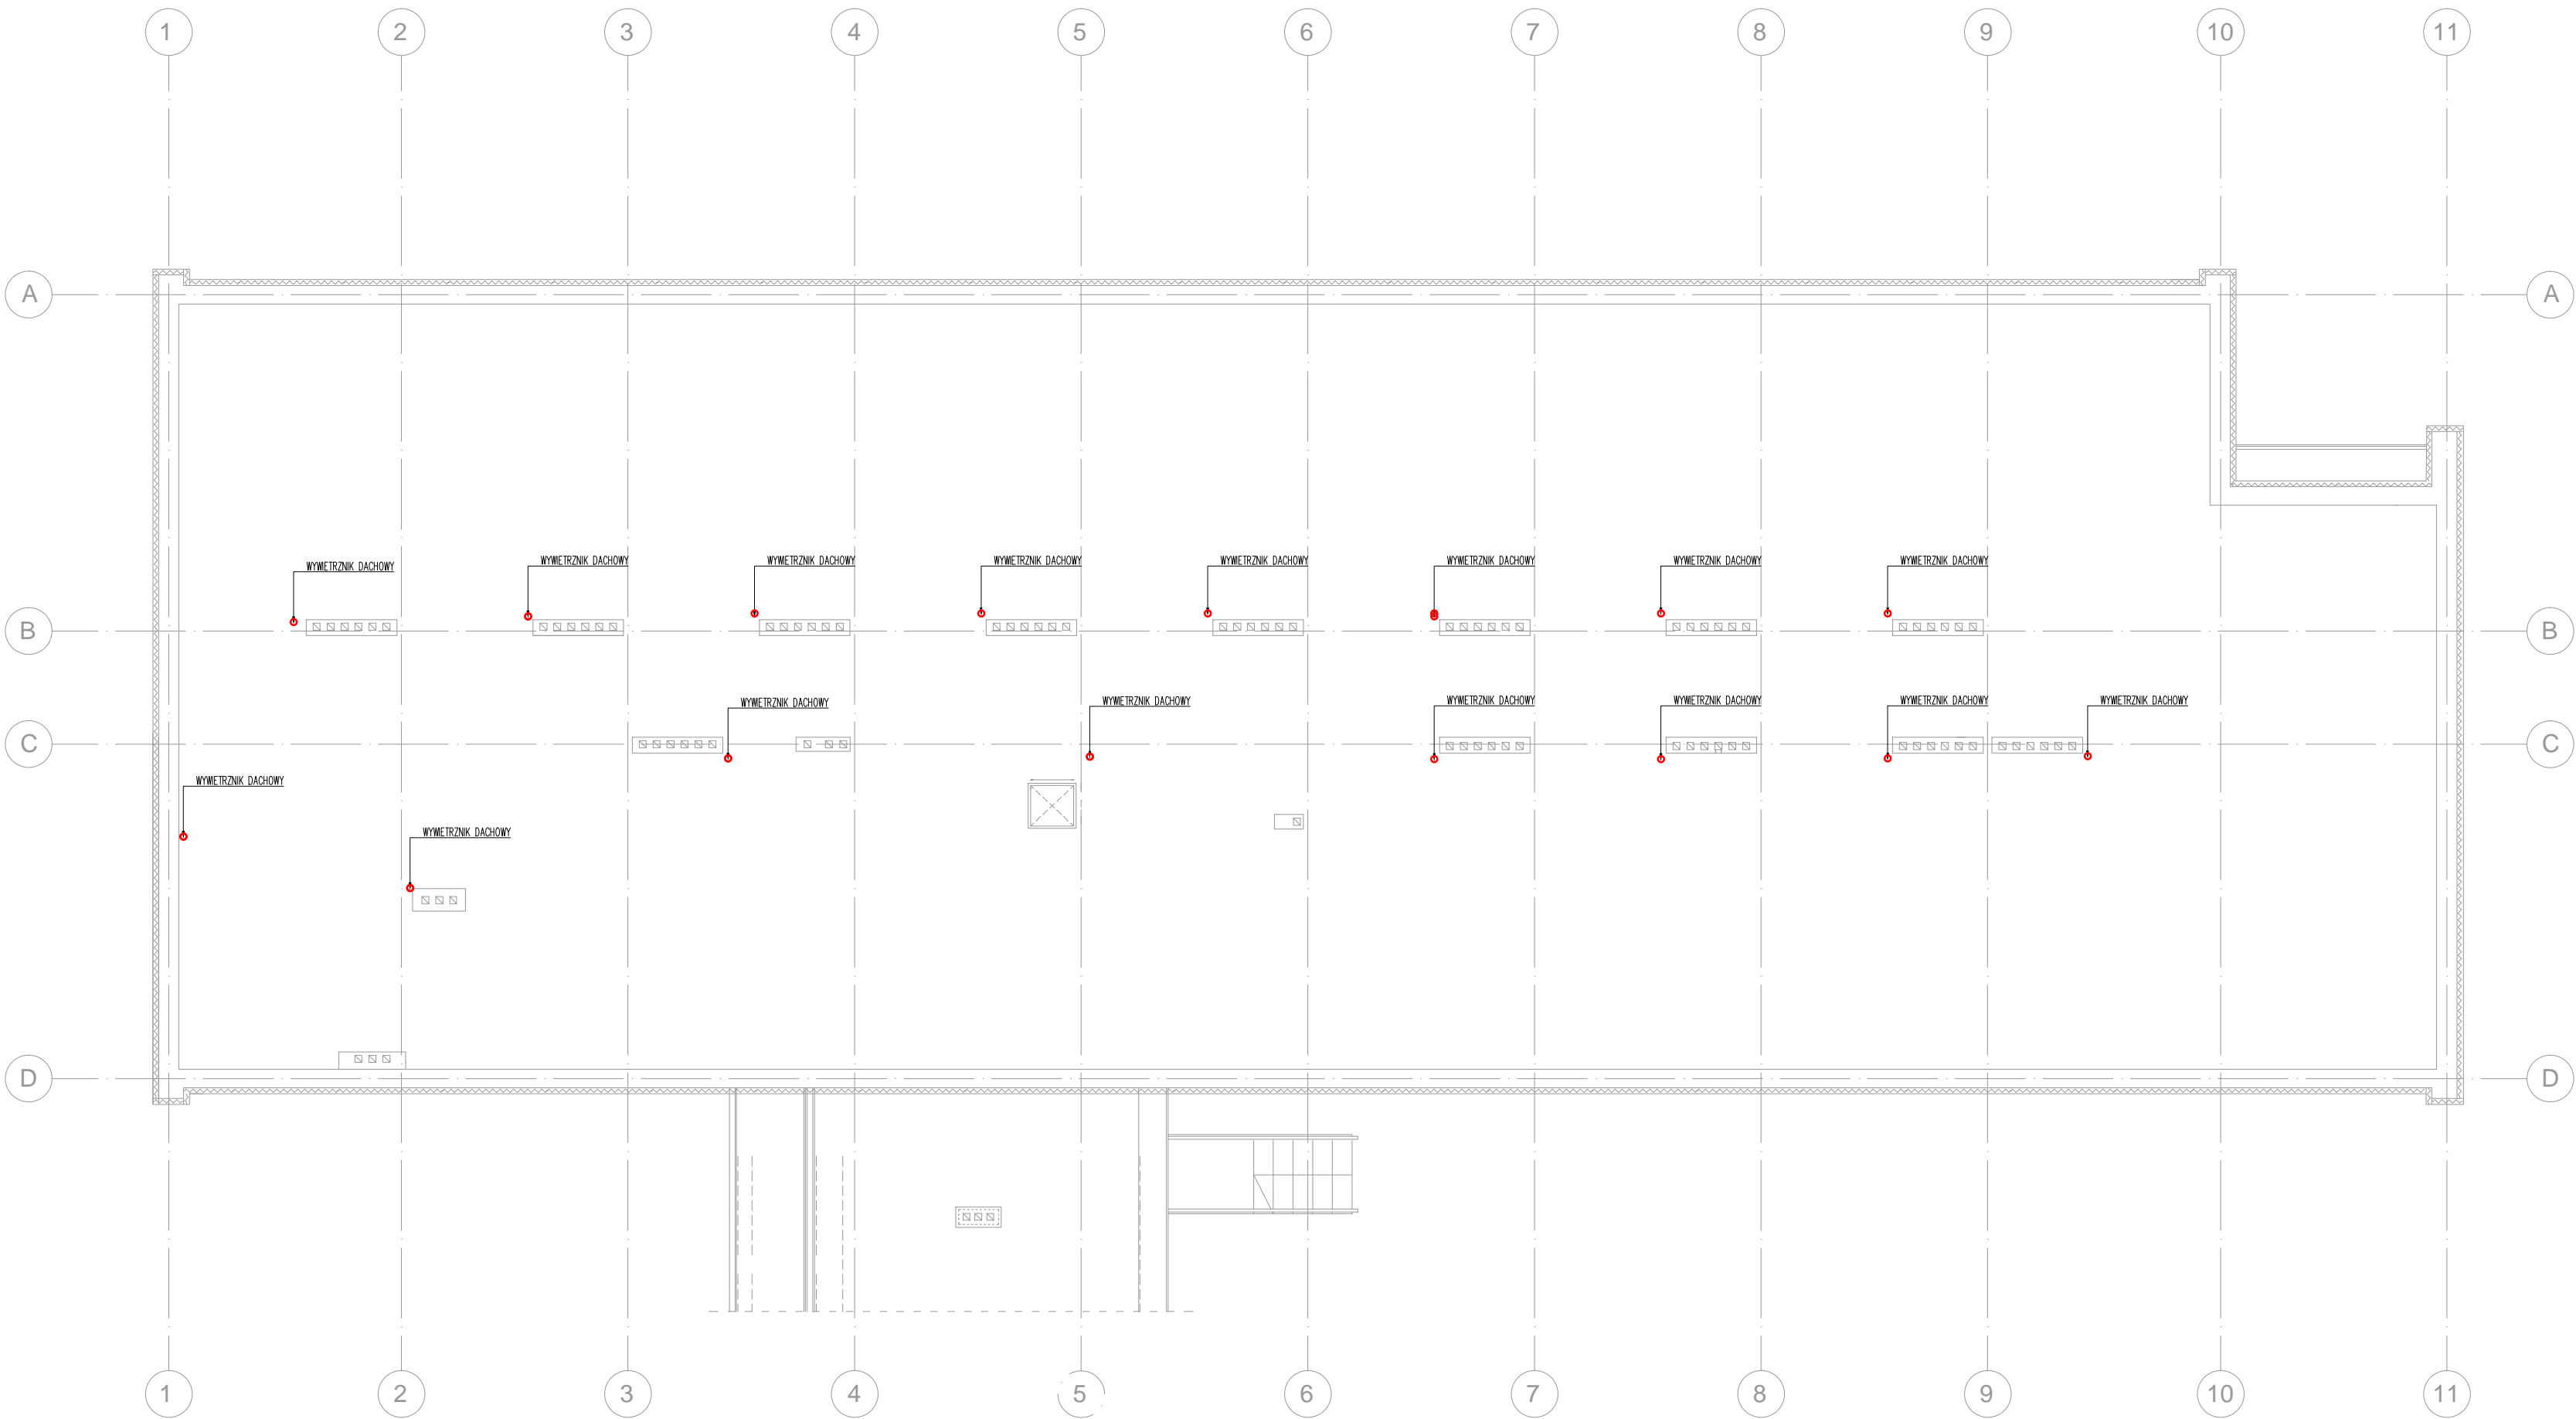 1 2 3 4 5 6 7 8 9 10 11
A A
WYWIETRZNIK DACHOWY WYWIETRZNIK DACHOWY WYWIETRZNIK DACHOWY WYWIETRZNIK DACHOWY WYWIETRZNIK DACHOWY WYWIETRZNIK DACHOWY WYWIETRZNIK DACHOWY WYWIETRZNIK DACHOWY
B B
WYWIETRZNIK DACHOWY WYWIETRZNIK DACHOWY WYWIETRZNIK DACHOWY WYWIETRZNIK DACHOWY WYWIETRZNIK DACHOWY WYWIETRZNIK DACHOWY
C C
WYWIETRZNIK DACHOWY
WYWIETRZNIK DACHOWY
D D
1 2 3 4 5 6 7 8 9 10 11